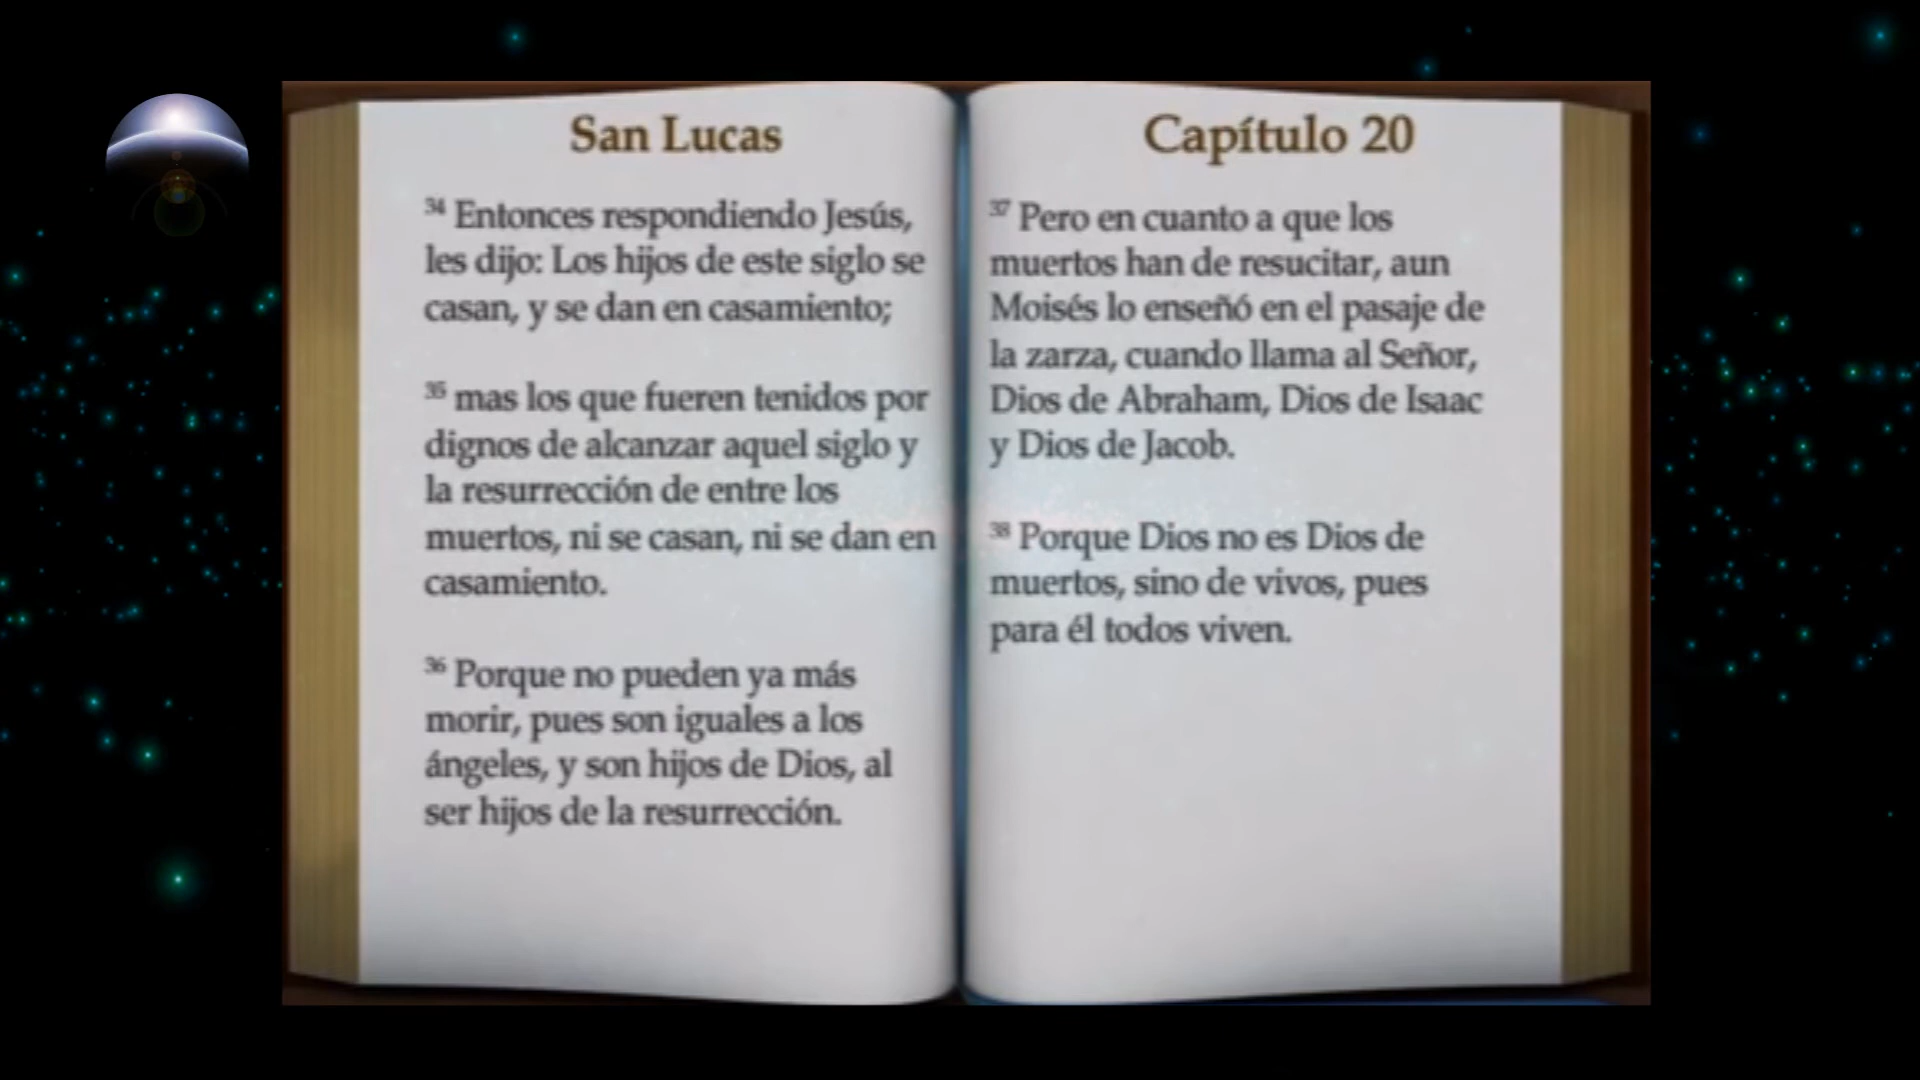 San Lucas
³⁴ Entonces respondiendo Jesús,
les dijo: Los hijos de este siglo se
casan, y se dan en casamiento;
³⁵ mas los que fueren tenidos por
dignos de alcanzar aquel siglo y
la resurrección de entre los
muertos, ni se casan, ni se dan en
casamiento.
³⁶ Porque no pueden ya más
morir, pues son iguales a los
ángeles, y son hijos de Dios, al
ser hijos de la resurrección.
Capítulo 20
³⁷ Pero en cuanto a que los
muertos han de resucitar, aun
Moisés lo enseñó en el pasaje de
la zarza, cuando llama al Señor,
Dios de Abraham, Dios de Isaac
y Dios de Jacob.
³⁸ Porque Dios no es Dios de
muertos, sino de vivos, pues
para él todos viven.